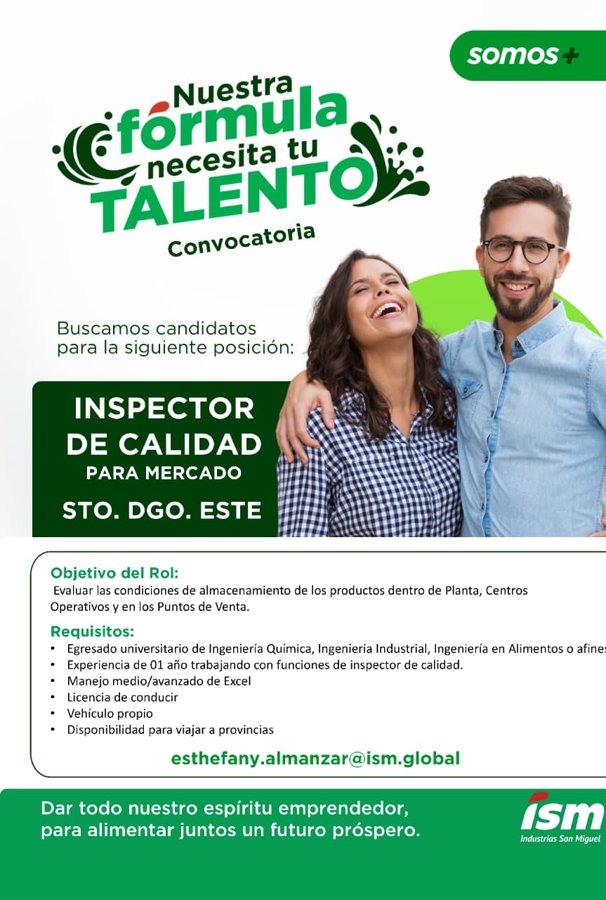 somos+
Nuestra
fórmula
necesita tu
TALENTO
Convocatoria
Buscamos candidatos
para la siguiente posición:
INSPECTOR
DE CALIDAD
PARA MERCADO
STO. DGO. ESTE
Objetivo del Rol:
Evaluar las condiciones de almacenamiento de los productos dentro de Planta, Centros
Operativos y en los Puntos de Venta.
Requisitos:
• Egresado universitario de Ingeniería Química, Ingeniería Industrial, Ingeniería en Alimentos o afines
• Experiencia de 01 año trabajando con funciones de inspector de calidad.
• Manejo medio/avanzado de Excel
• Licencia de conducir
• Vehículo propio
• Disponibilidad para viajar a provincias
esthefany.almanzar@ism.global
Dar todo nuestro espíritu emprendedor,
para alimentar juntos un futuro próspero.
ism
Industrias San Miguel